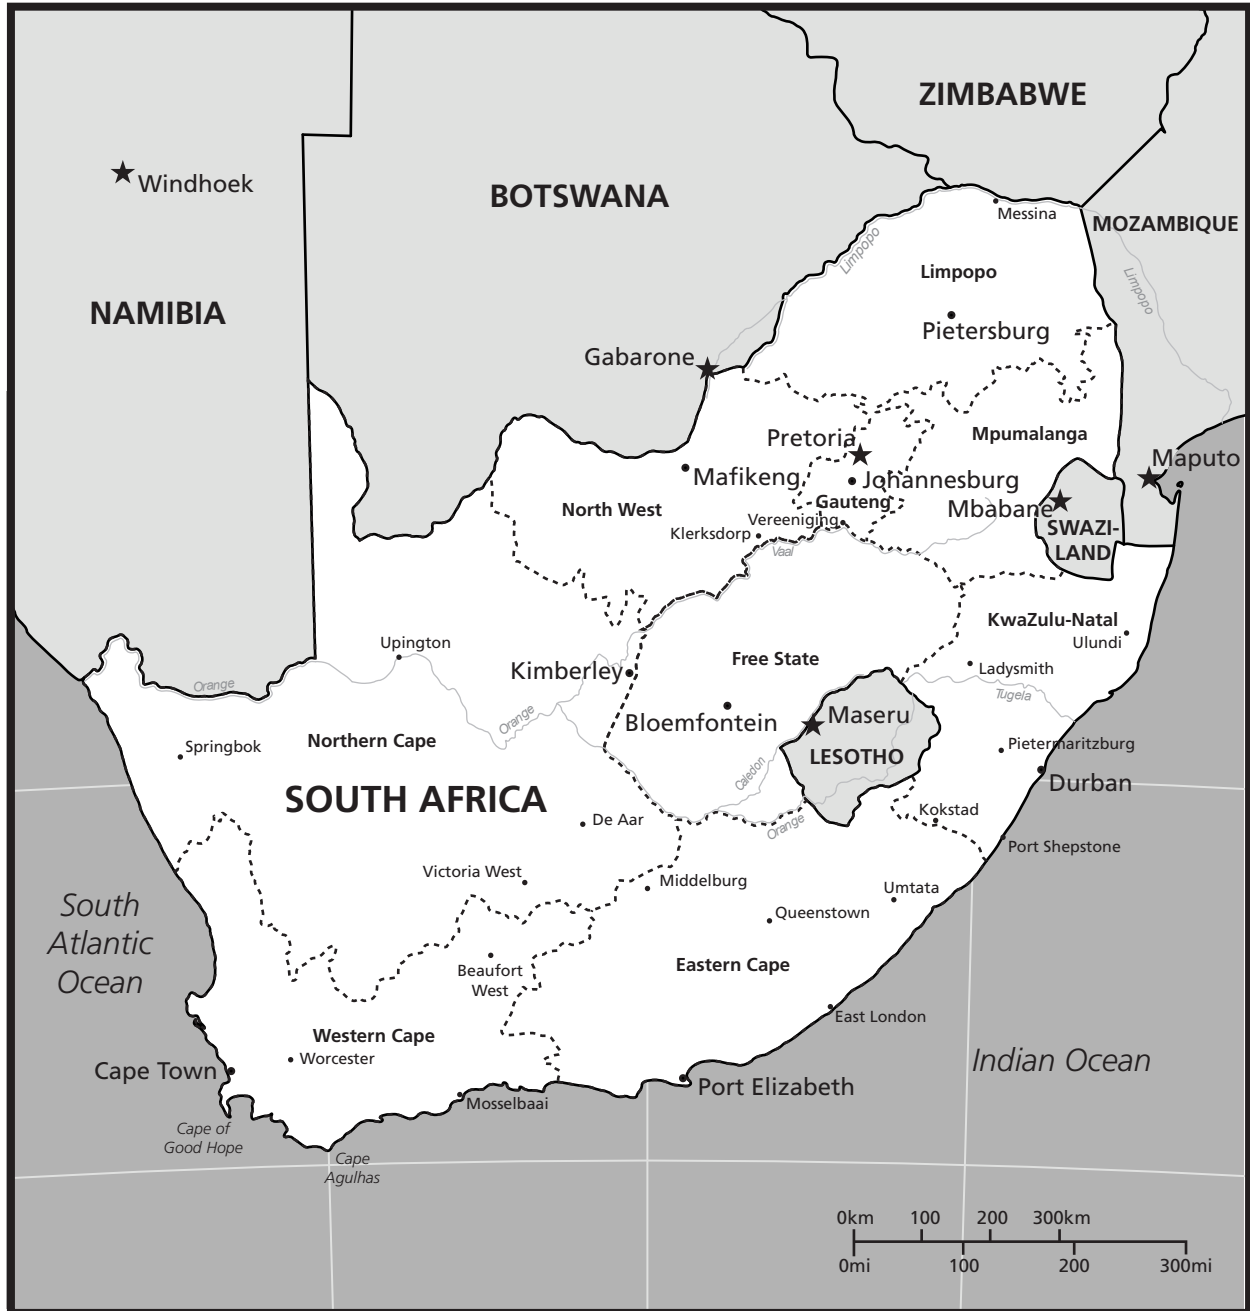 ZIMBABWE
Windhoek
BOTSWANA
Messina
MOZAMBIQUE
Limpopo
Limpopo
Limpopo
NAMIBIA
Pietersburg
Gabarone
Mpumalanga
Pretoria
Maputo
Mafikeng
Johannesburg
Gauteng
Mbabane
North West
Vereeniging
Klerksdorp
Vaal
SWAZI-
LAND
KwaZulu-Natal
Ulundi
Upington
Free State
Ladysmith
Kimberley
Orange
Tugela
Orange
Bloemfontein
Maseru
Springbok
Northern Cape
Pietermaritzburg
LESOTHO
Caledon
Durban
SOUTH AFRICA
De Aar
Orange
Kokstad
Port Shepstone
Victoria West
Middelburg
Umtata
South
Atlantic
Ocean
Queenstown
Beaufort
West
Eastern Cape
East London
Western Cape
Worcester
Indian Ocean
Cape Town
Port Elizabeth
Mosselbaai
Cape of
Good Hope
Cape
Agulhas
0km 100 200 300km
0mi 100 200 300mi